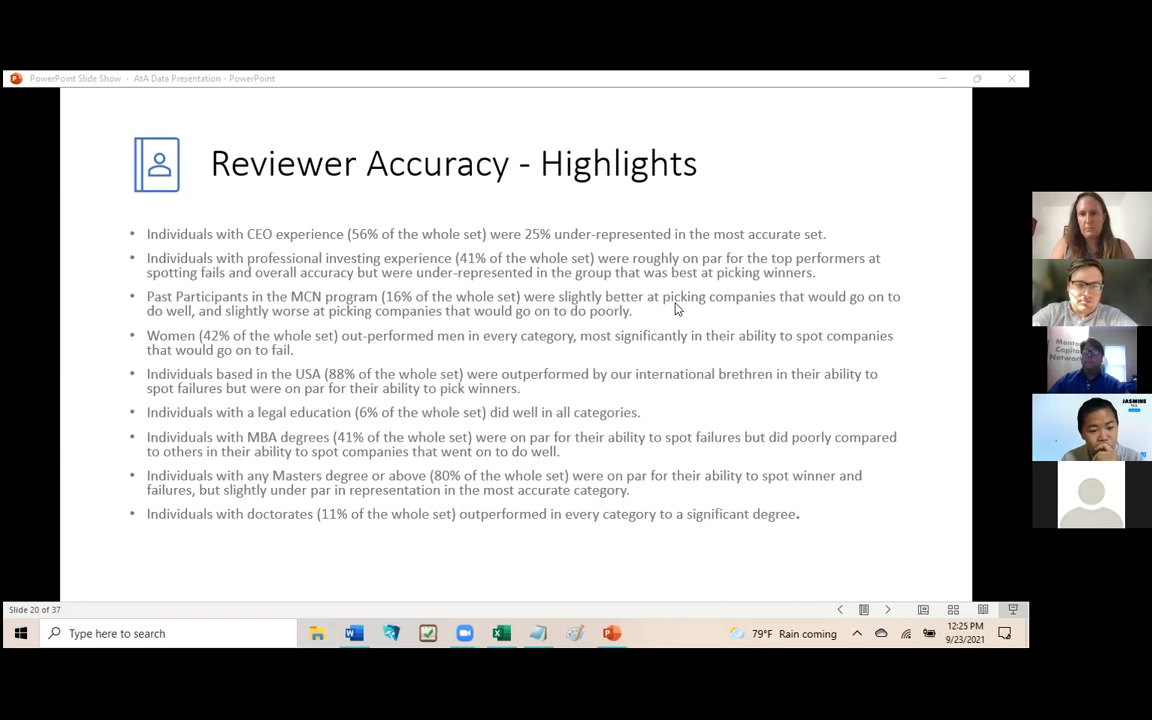 PowerPoint Slide Show - AtA Data Presentation - PowerPoint
Reviewer Accuracy - Highlights
• Individuals with CEO experience (56% of the whole set) were 25% under-represented in the most accurate set.
• Individuals with professional investing experience (41% of the whole set) were roughly on par for the top performers at
spotting fails and overall accuracy but were under-represented in the group that was best at picking winners.
• Past Participants in the MCN program (16% of the whole set) were slightly better at picking companies that would go on to
do well, and slightly worse at picking companies that would go on to do poorly.
• Women (42% of the whole set) out-performed men in every category, most significantly in their ability to spot companies
that would go on to fail.
• Individuals based in the USA (88% of the whole set) were outperformed by our international brethren in their ability to
spot failures but were on par for their ability to pick winners.
• Individuals with a legal education (6% of the whole set) did well in all categories.
• Individuals with MBA degrees (41% of the whole set) were on par for their ability to spot failures but did poorly compared
to others in their ability to spot companies that went on to do well.
• Individuals with any Masters degree or above (80% of the whole set) were on par for their ability to spot winner and
failures, but slightly under par in representation in the most accurate category.
• Individuals with doctorates (11% of the whole set) outperformed in every category to a significant degree.
Capital
Network
JASMINE
Slide 20 of 37
Type here to search
79°F Rain coming
12:25 PM
9/23/2021